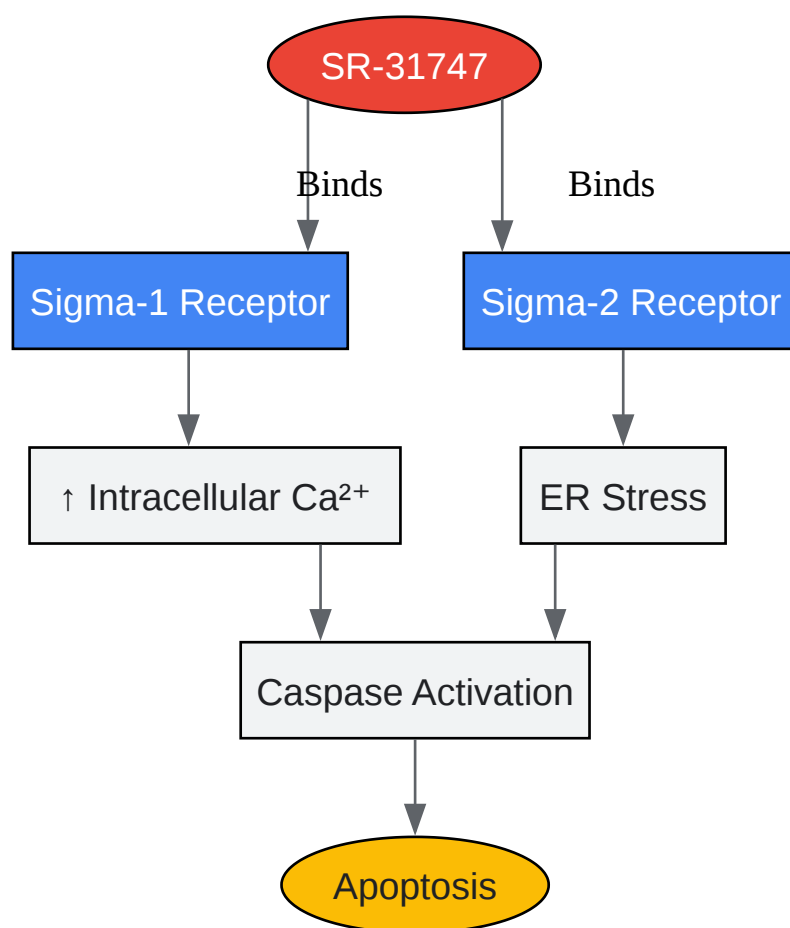 SR-31747
Binds
Binds
Sigma-1 Receptor
Sigma-2 Receptor
↑ Intracellular Ca²⁺
ER Stress
Caspase Activation
Apoptosis